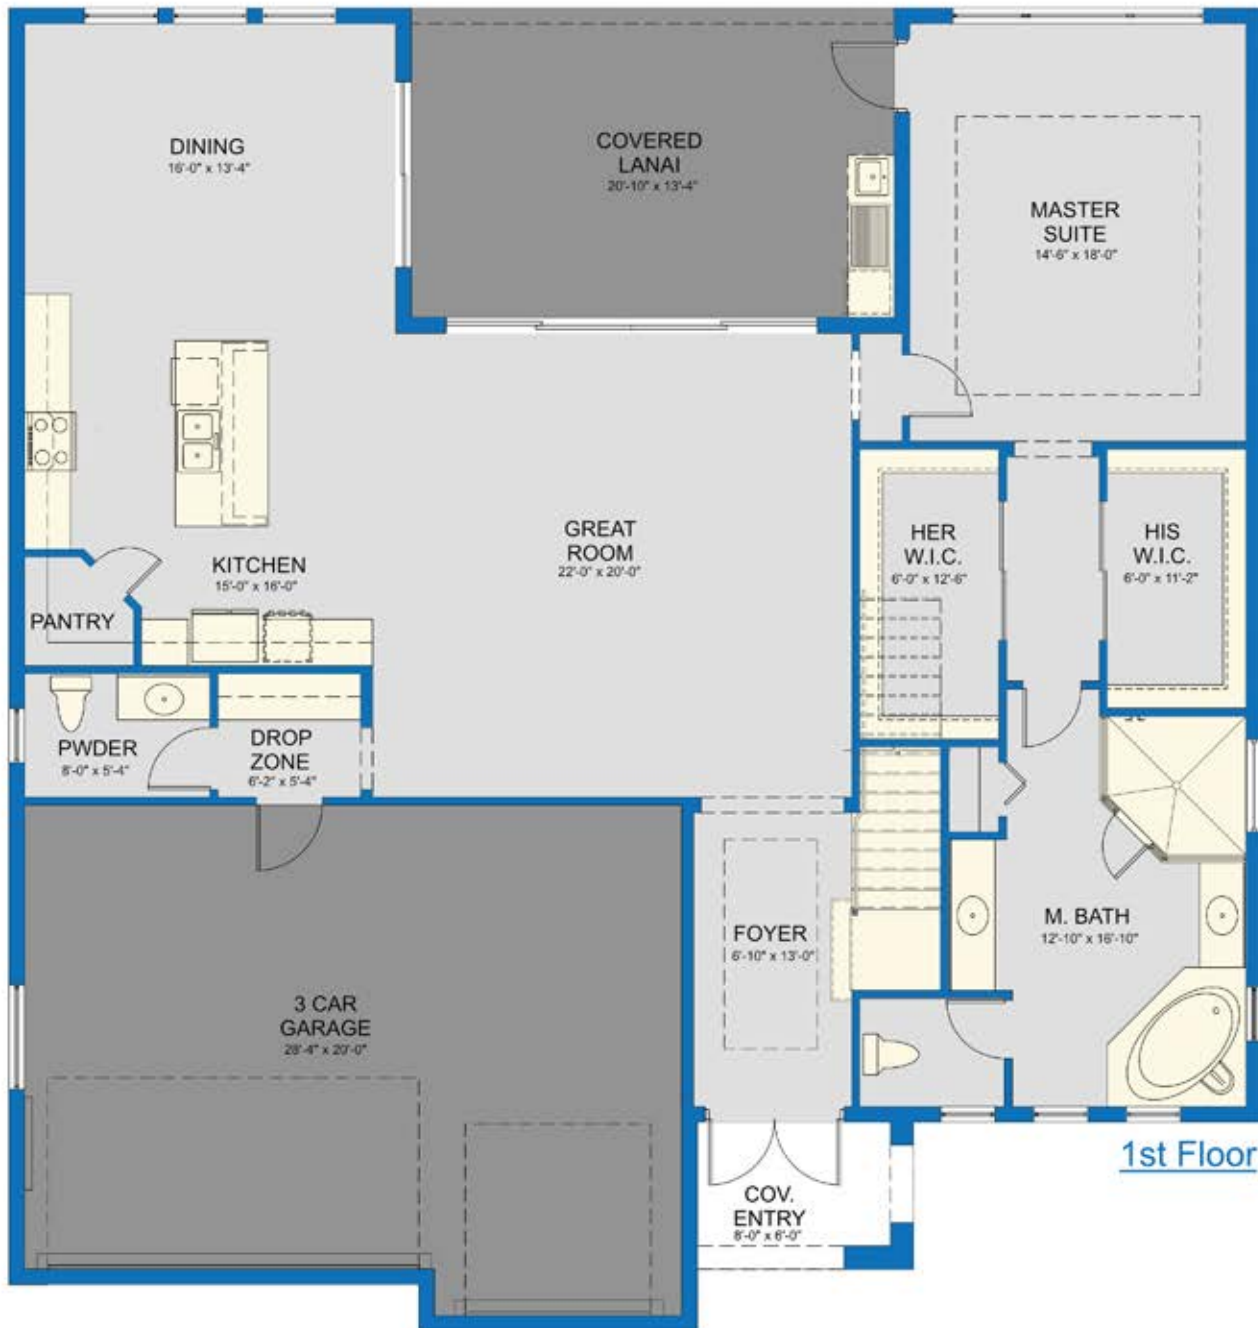 DINING
16'-0" x 13'-4"
COVERED
LANAI
20'-10" x 13'-4"
MASTER
SUITE
14'-6" x 18'-0"
KITCHEN
15'-0" x 16'-0"
PANTRY
GREAT
ROOM
22'-0" x 20'-0"
HER
W.I.C.
6'-0" x 12'-6"
HIS
W.I.C.
6'-0" x 11'-2"
PWDER
8'-0" x 5'-4"
DROP
ZONE
6'-2" x 5'-4"
FOYER
6'-10" x 13'-0"
M. BATH
12'-10" x 16'-10"
3 CAR
GARAGE
28'-4" x 20'-0"
COV.
ENTRY
8'-0" x 6'-0"
1st Floor